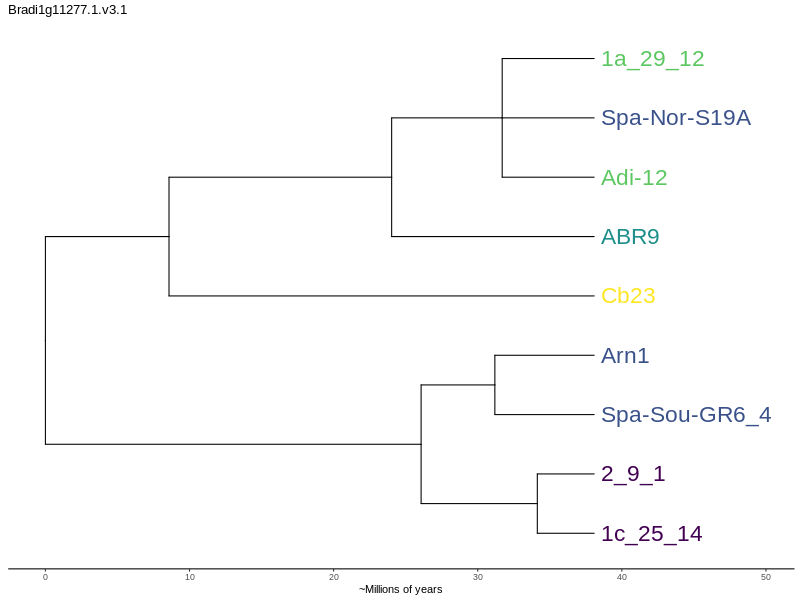 Bradi1g11277.1.v3.1
1a_29_12
Spa-Nor-S19A
Adi-12
ABR9
Cb23
Arn1
Spa-Sou-GR6_4
2_9_1
1c_25_14
0 10 20 30 40 50
~Millions of years